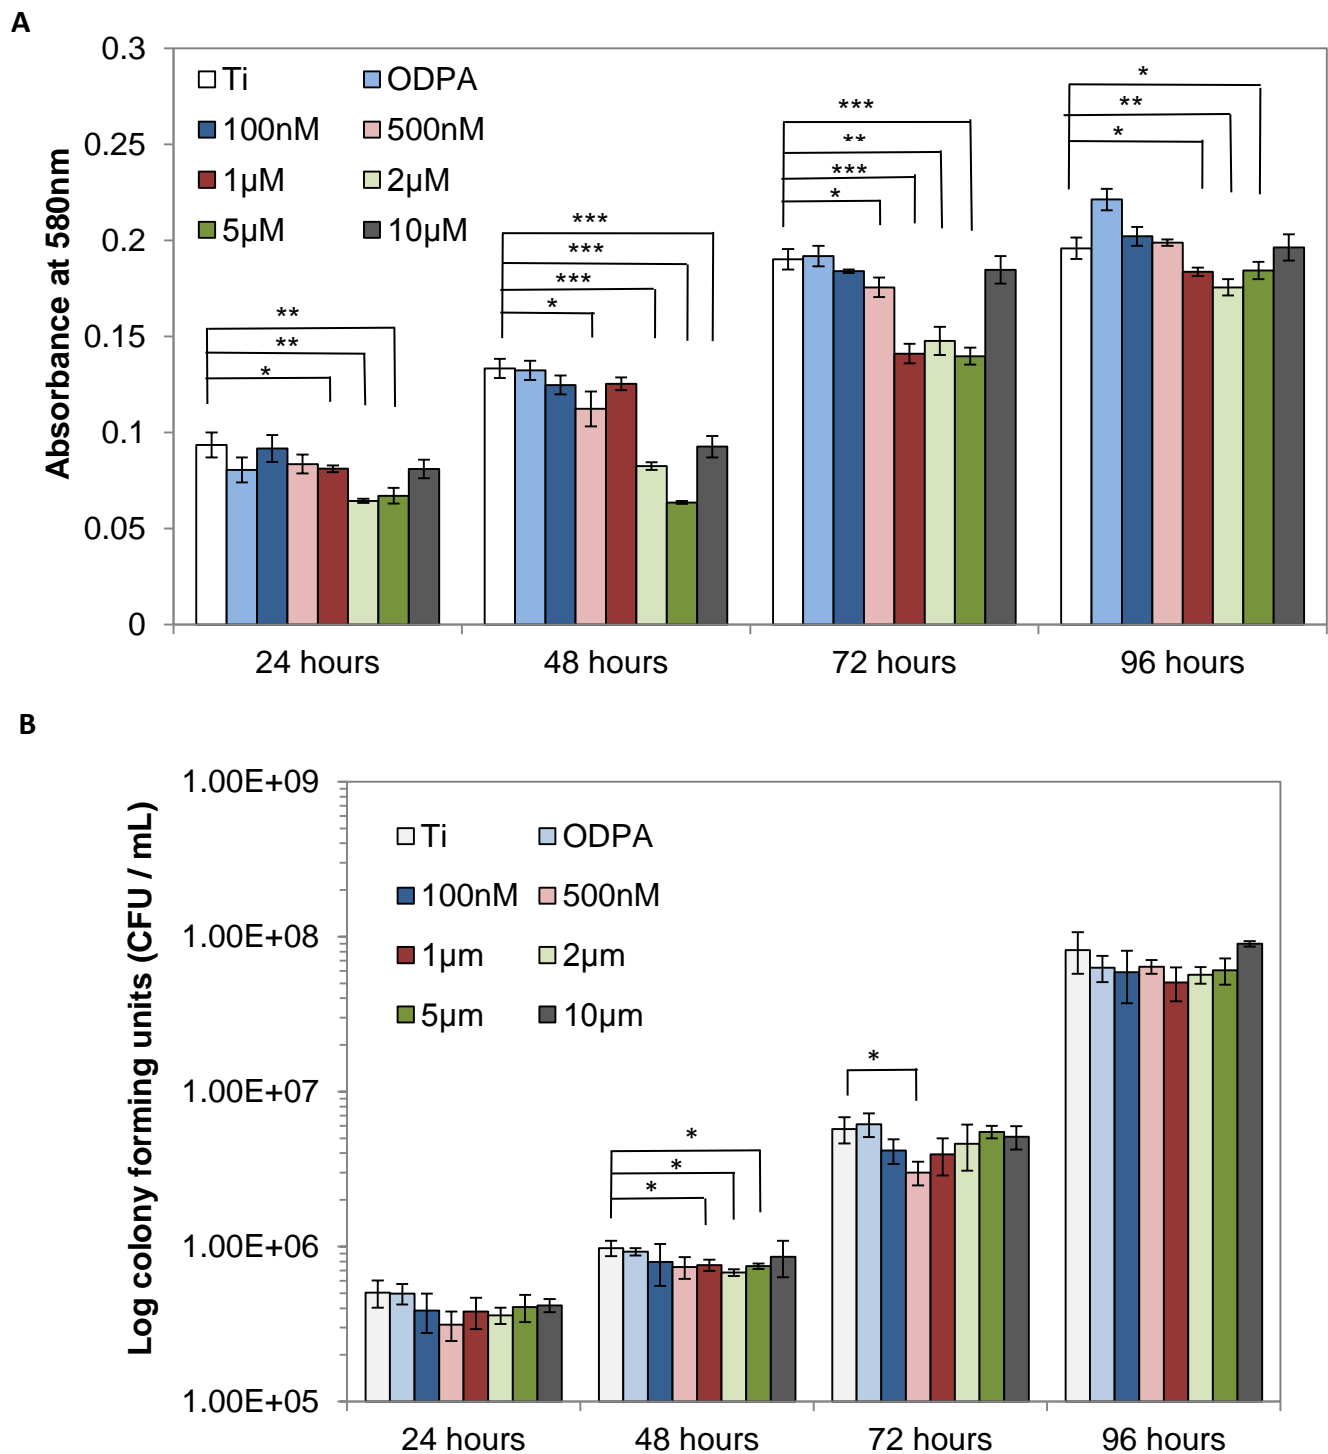 A
Absorbance at 580nm
0.3
0.25
0.2
0.15
0.1
0.05
0
Ti ODPA
100nM 500nM
1µM 2µM
5µM 10µM
**
**
*
***
***
***
*
***
**
***
*
*
**
*
24 hours 48 hours 72 hours 96 hours
B
Log colony forming units (CFU / mL)
1.00E+09
1.00E+08
1.00E+07
1.00E+06
1.00E+05
Ti ODPA
100nM 500nM
1µm 2µm
5µm 10µm
*
*
*
*
24 hours 48 hours 72 hours 96 hours